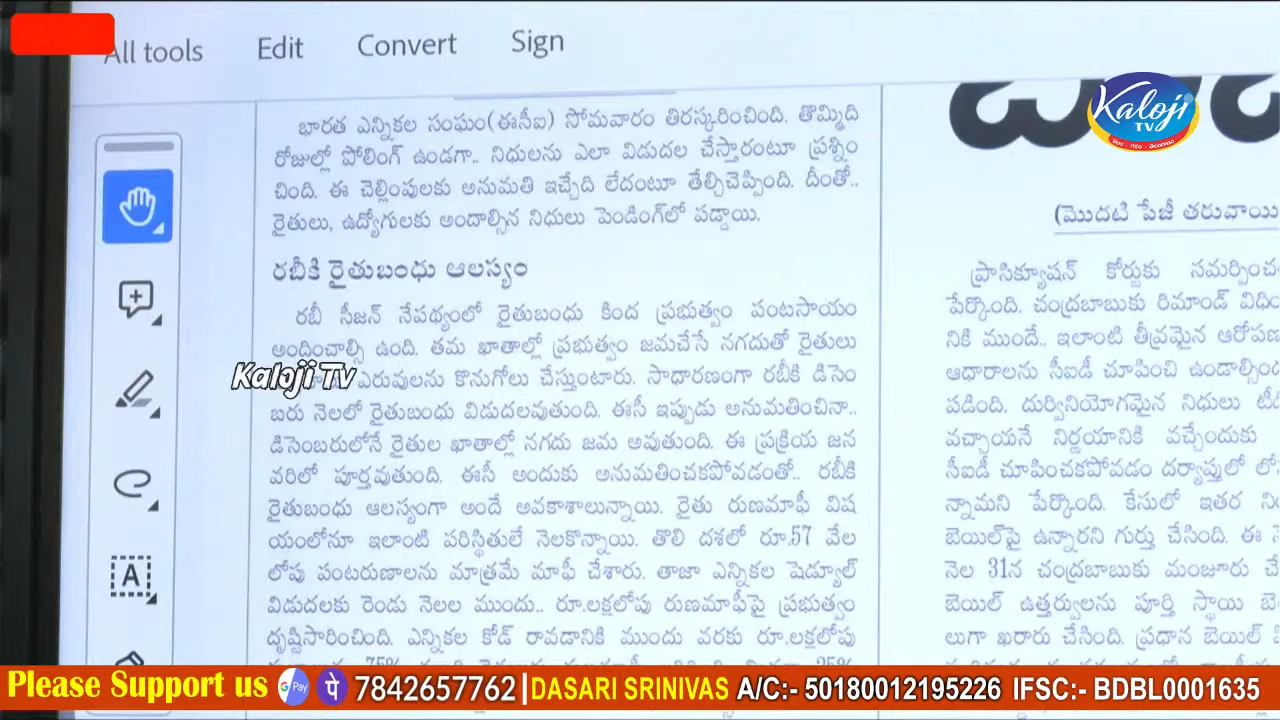 All tools Edit Convert Sign
Kaloji
TV
భారత ఎన్నికల సంఘం(ఈసీఐ) సోమవారం తిరస్కరించింది. తొమ్మిది
రోజుల్లో పోలింగ్ ఉండగా.. నిధులను ఎలా విడుదల చేస్తారంటూ ప్రశ్నిం
చింది. ఈ చెల్లింపులకు అనుమతి ఇచ్చేది లేదంటూ తేల్చిచెప్పింది. దీంతో..
రైతులు, ఉద్యోగులకు అందాల్సిన నిధులు పెండింగ్‌లో పడ్డాయి.
రబీకి రైతుబంధు ఆలస్యం
రబీ సీజన్ నేపథ్యంలో రైతుబంధు కింద ప్రభుత్వం పంటసాయం
అందించాల్సి ఉంది. తమ ఖాతాల్లో ప్రభుత్వం జమచేసే నగదుతో రైతులు
ఎరువులను కొనుగోలు చేస్తుంటారు. సాధారణంగా రబీకి డిసెం
బరు నెలలో రైతుబంధు విడుదలవుతుంది. ఈసీ ఇప్పుడు అనుమతించినా..
డిసెంబరులోనే రైతుల ఖాతాల్లో నగదు జమ అవుతుంది. ఈ ప్రక్రియ జన
వరిలో పూర్తవుతుంది. ఈసీ అందుకు అనుమతించకపోవడంతో.. రబీకి
రైతుబంధు ఆలస్యంగా అందే అవకాశాలున్నాయి. రైతు రుణమాఫీ విష
యంలోనూ ఇలాంటి పరిస్థితులే నెలకొన్నాయి. తొలి దశలో రూ.57 వేల
లోపు పంటరుణాలను మాత్రమే మాఫీ చేశారు. తాజా ఎన్నికల షెడ్యూల్
విడుదలకు రెండు నెలల ముందు.. రూ.లక్షలోపు రుణమాఫీపై ప్రభుత్వం
దృష్టిసారించిది. ఎన్నికల కోడ్ రావడానికి ముందు వరకు రూ.లక్షలోపు
Kaloji Tv
(మొదటి పేజీ తరువాయి
ప్రాసిక్యూషన్ కోర్టుకు సమర్పించ
పేర్కొంది. చంద్రబాబుకు రిమాండ్ విధిం
నికి ముందే.. ఇలాంటి తీవ్రమైన ఆరోపణ
ఆధారాలను సీఐడీ చూపించి ఉండాల్సింద
పడింది. దుర్వినియోగమైన నిధులు టీడీ
వచ్చాయనే నిర్ణయానికి వచ్చేందుకు
సీఐడీ చూపించకపోవడం దర్యాప్తులో లో
న్నామని పేర్కొంది. కేసులో ఇతర ని
బెయిల్‌పై ఉన్నారని గుర్తు చేసింది. ఈ న
నెల 31న చంద్రబాబుకు మంజూరు చే
బెయిల్ ఉత్తర్వులను పూర్తి స్థాయి బె
లుగా ఖరారు చేసింది. ప్రధాన బెయిల్
Please Support us GPay 7842657762 | DASARI SRINIVAS A/C:- 50180012195226 IFSC:- BDBL0001635